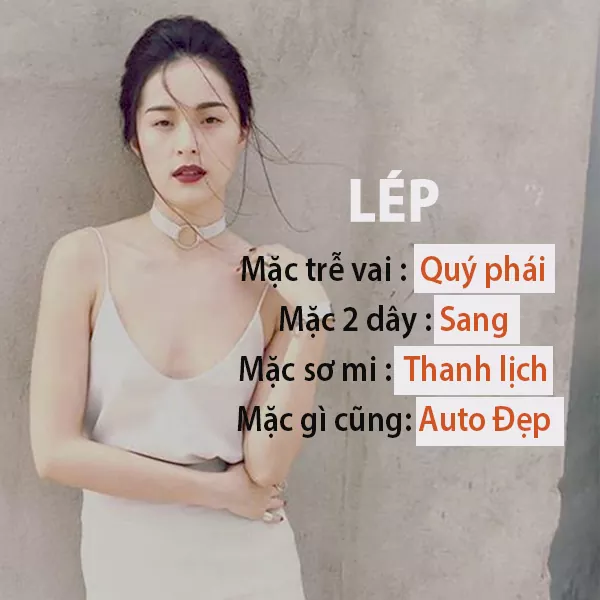 LÉP
Mặc trễ vai : Quý phái
Mặc 2 dây : Sang
Mặc sơ mi : Thanh lịch
Mặc gì cũng: Auto Đẹp